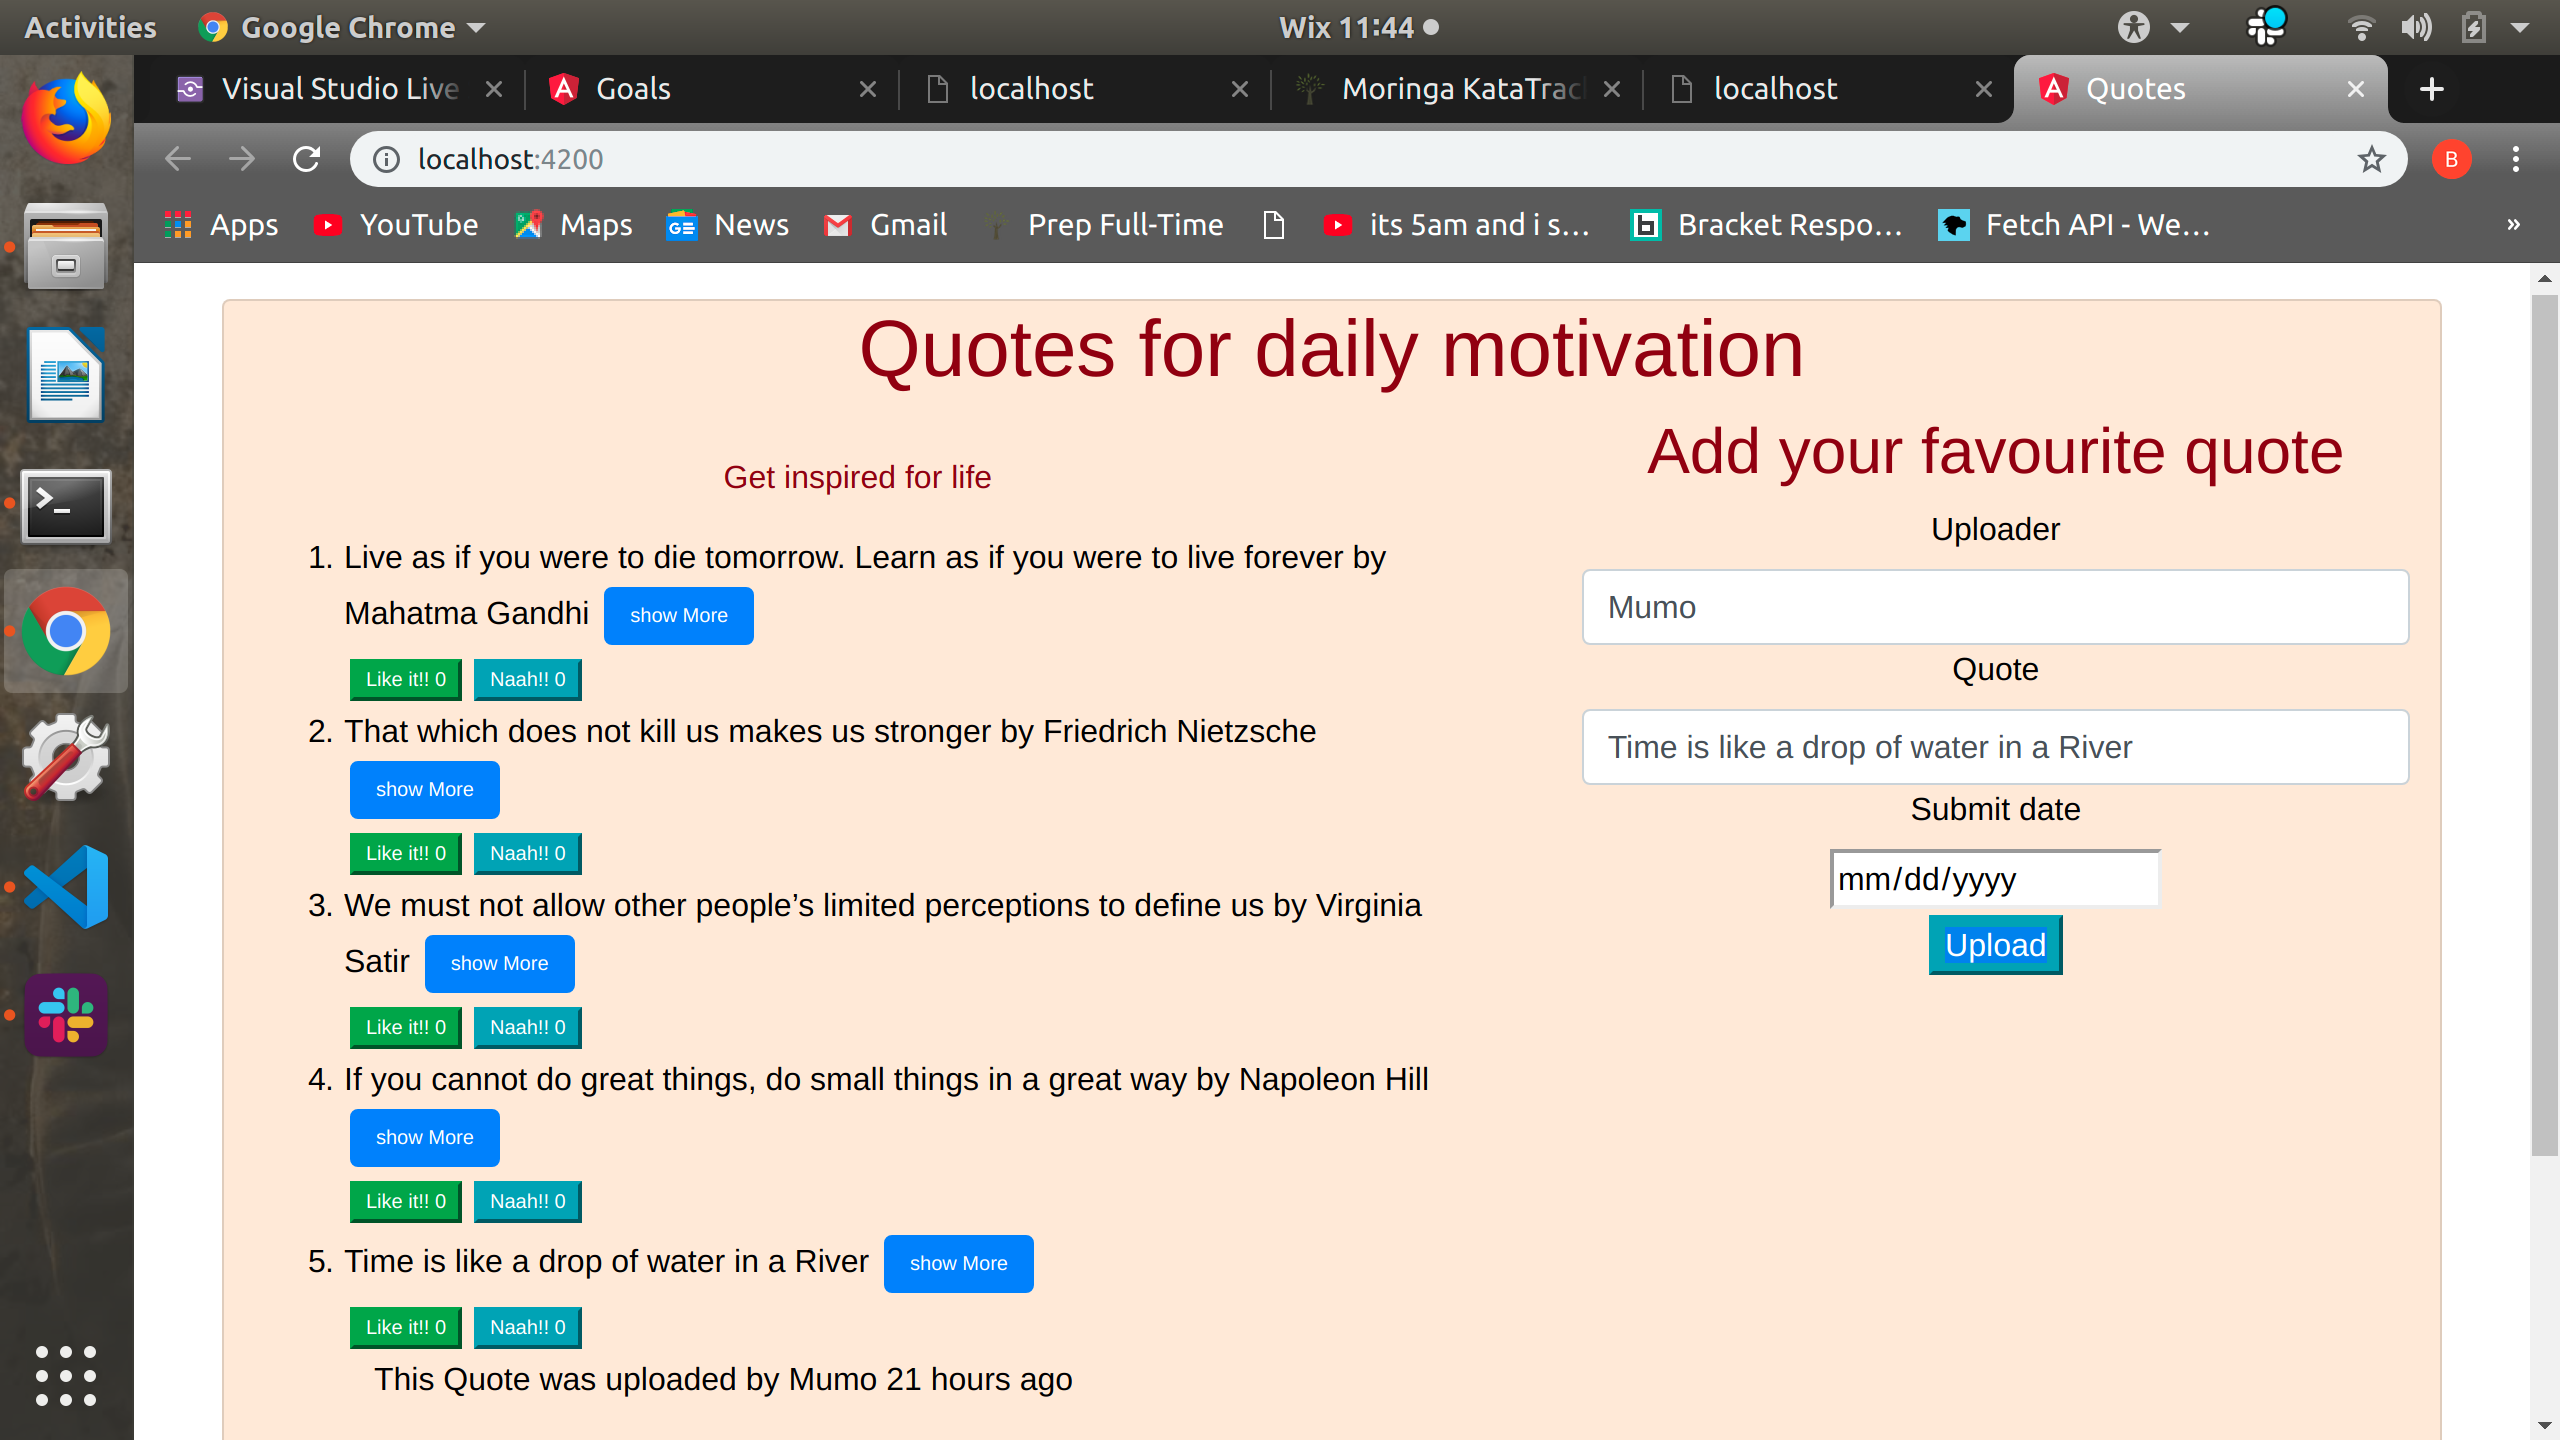 Activities
Google Chrome
Wix 11:44
Visual Studio Live
Goals
localhost
Moringa KataTrac
localhost
Quotes
localhost:4200
B
Apps
YouTube
Maps
News
Gmail
Prep Full-Time
its 5am and i s...
Bracket Respo...
Fetch API - We...
»
Quotes for daily motivation
Get inspired for life
1. Live as if you were to die tomorrow. Learn as if you were to live forever by
Mahatma Gandhi show More
Like it!! 0 Naah!! 0
2. That which does not kill us makes us stronger by Friedrich Nietzsche
show More
Like it!! 0 Naah!! 0
3. We must not allow other people’s limited perceptions to define us by Virginia
Satir show More
Like it!! 0 Naah!! 0
4. If you cannot do great things, do small things in a great way by Napoleon Hill
show More
Like it!! 0 Naah!! 0
5. Time is like a drop of water in a River show More
Like it!! 0 Naah!! 0
This Quote was uploaded by Mumo 21 hours ago
Add your favourite quote
Uploader
Mumo
Quote
Time is like a drop of water in a River
Submit date
mm/dd/yyyy
Upload